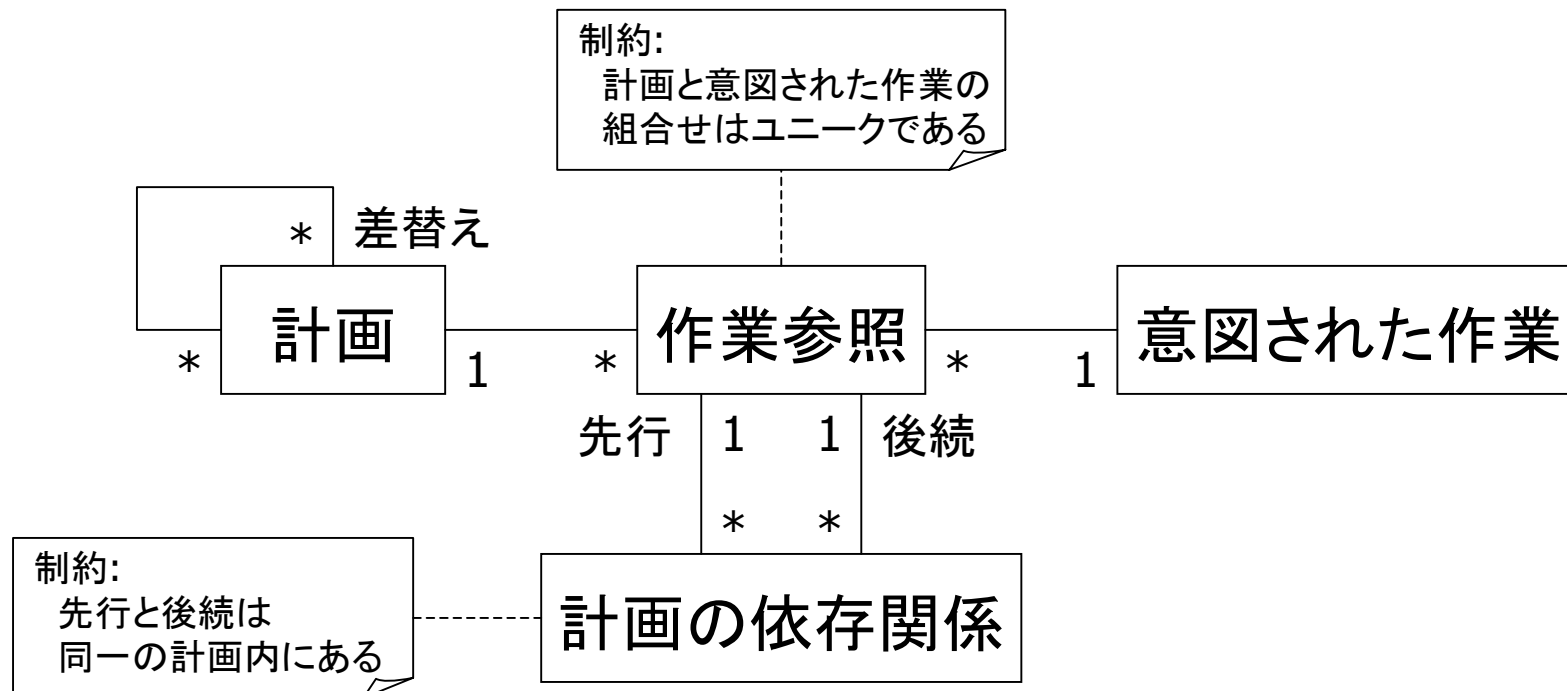 制約:
計画と意図された作業の
組合せはユニークである
* 差替え
計画
作業参照
意図された作業
* 1 * * 1
先行 1 1 後続
* *
制約:
先行と後続は
同一の計画内にある
計画の依存関係